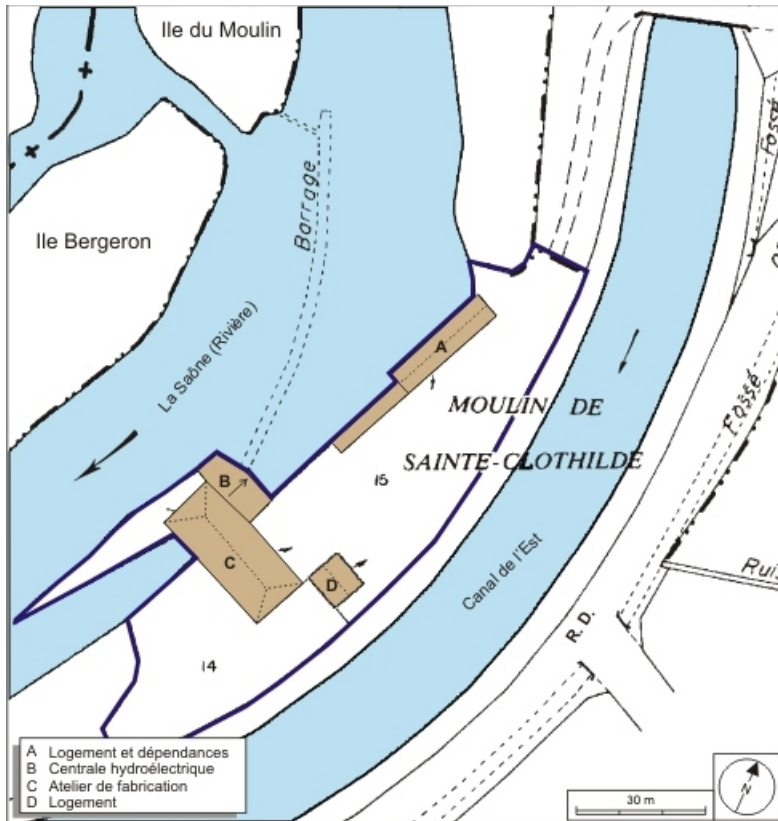 Ile du Moulin
Ile Bergeron
Barrage
Fossé
La Saône (Rivière)
A
MOULIN DE
SAINTE-CLOTHILDE
Fossé
B
15
C
D
Canal de l'Est
Rui
R. D.
14
A Logement et dépendances
B Centrale hydroélectrique
C Atelier de fabrication
D Logement
30 m
N